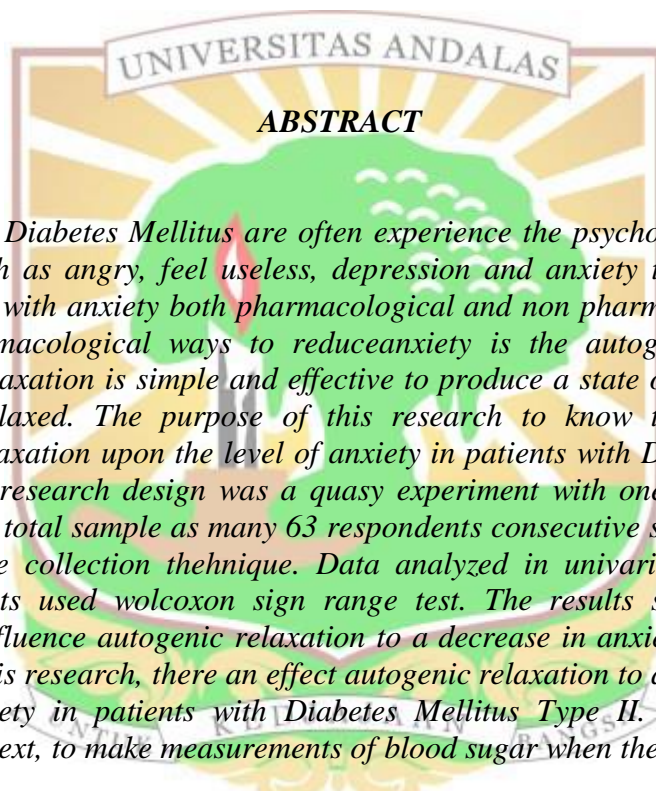 UNIVERSITAS ANDALAS
ABSTRACT
Diabetes Mellitus are often experience the psycho
h as angry, feel useless, depression and anxiety
with anxiety both pharmacological and non pharm
macological ways to reduceanxiety is the autog
axation is simple and effective to produce a state o
laxed. The purpose of this research to know
axation upon the level of anxiety in patients with D
research design was a quasy experiment with one
total sample as many 63 respondents consecutive s
e collection thehnique. Data analyzed in univari
ts used wolcoxon sign range test. The results s
fluence autogenic relaxation to a decrease in anxie
is research, there an effect autogenic relaxation to a
ety in patients with Diabetes Mellitus Type II.
ext, to make measurements of blood sugar when the